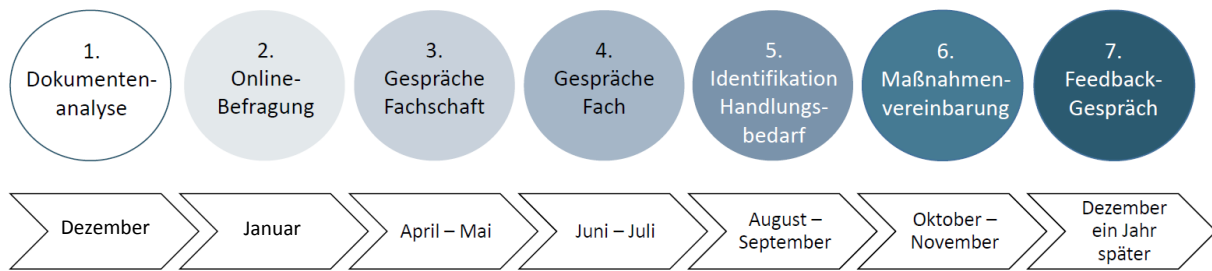 1.
Dokumenten-
analyse
2.
Online-
Befragung
3.
Gespräche
Fachschaft
4.
Gespräche
Fach
5.
Identifikation
Handlungs-
bedarf
6.
Maßnahmen-
vereinbarung
7.
Feedback-
Gespräch
Dezember
Januar
April – Mai
Juni – Juli
August –
September
Oktober –
November
Dezember
ein Jahr
später